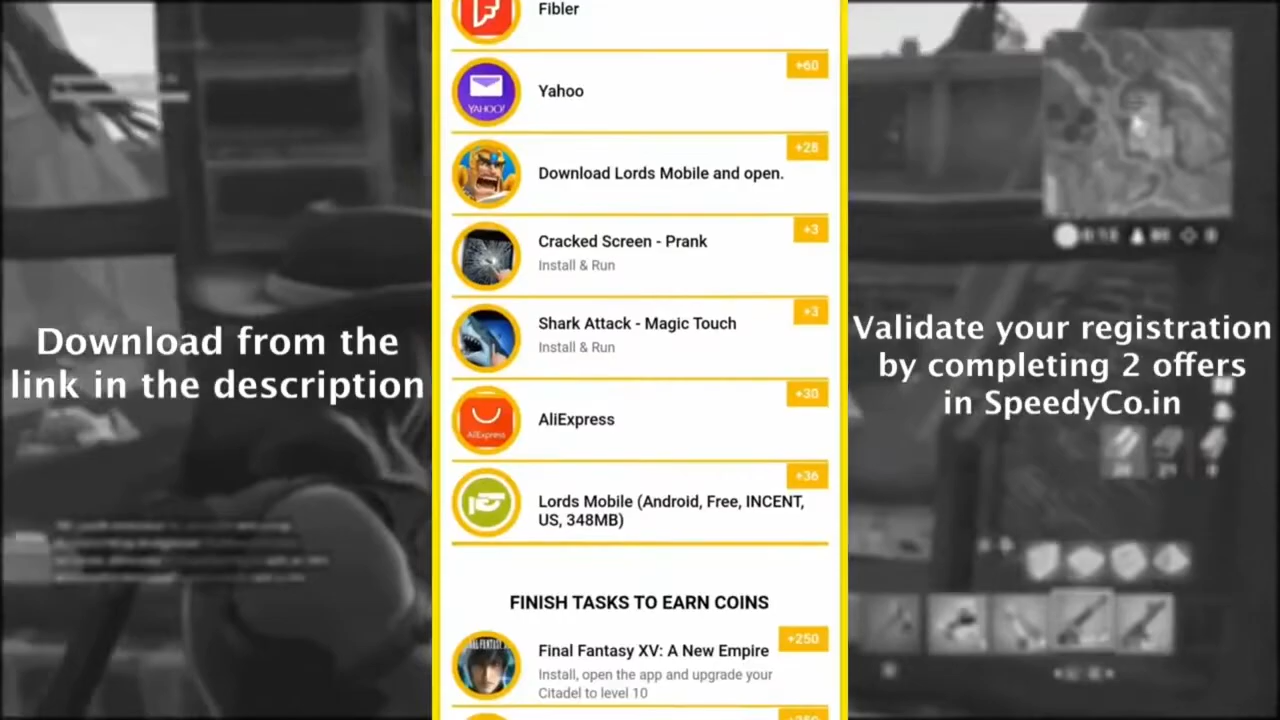 Fibler
+60
YAHOO!
Yahoo
+28
Download Lords Mobile and open.
+3
Cracked Screen - Prank
Install & Run
+3
Shark Attack - Magic Touch
Install & Run
+30
AliExpress
AliExpress
+36
Lords Mobile (Android, Free, INCENT,
US, 348MB)
FINISH TASKS TO EARN COINS
+250
Final Fantasy XV: A New Empire
Install, open the app and upgrade your
Citadel to level 10
Download from the
link in the description
Validate your registration
by completing 2 offers
in SpeedyCo.in